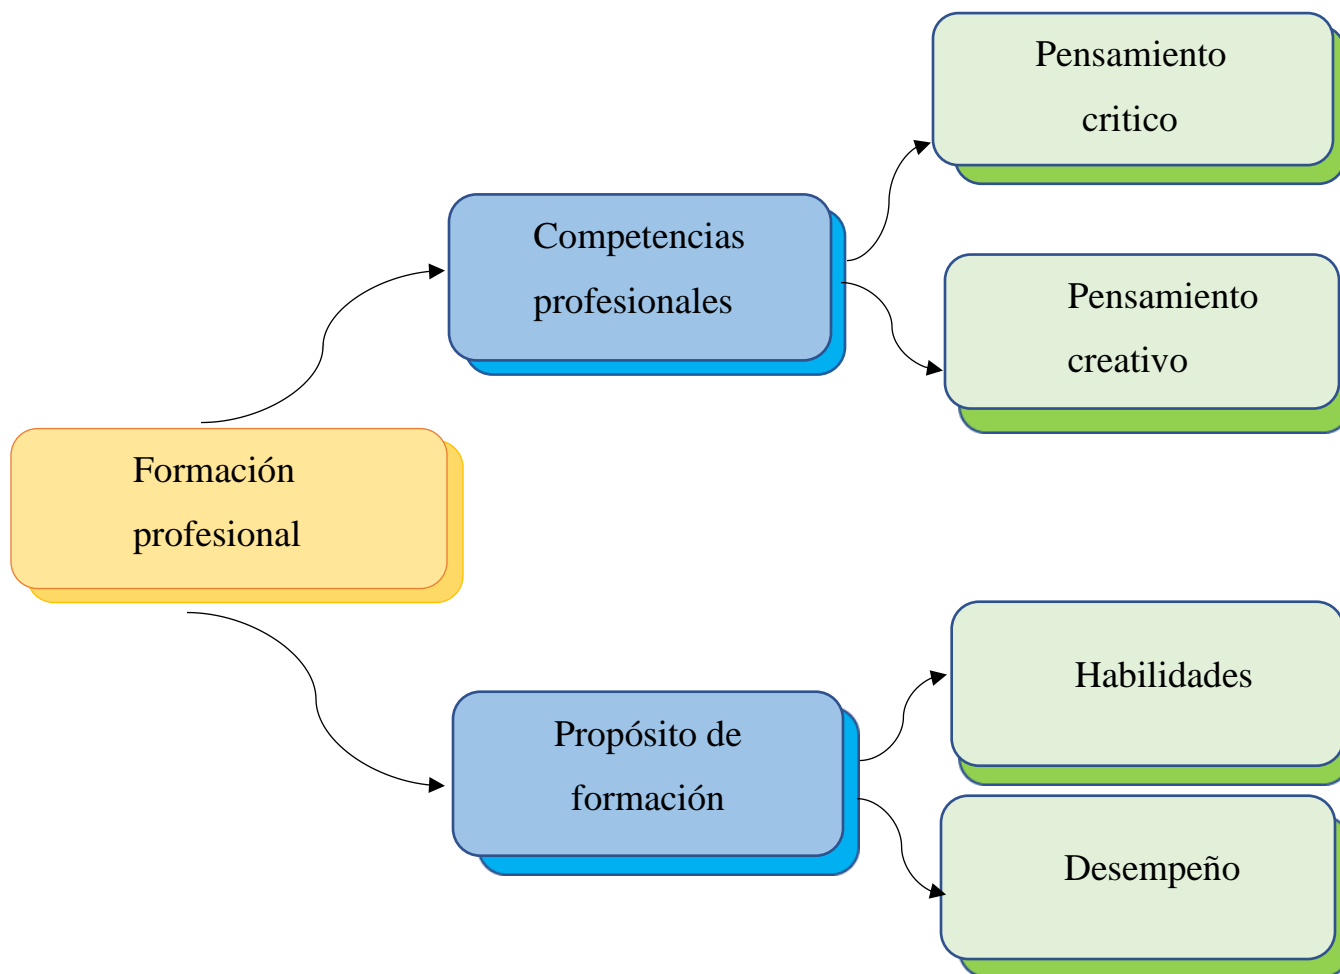 Pensamiento
critico
Competencias
profesionales
Pensamiento
creativo
Formación
profesional
Habilidades
Propósito de
formación
Desempeño